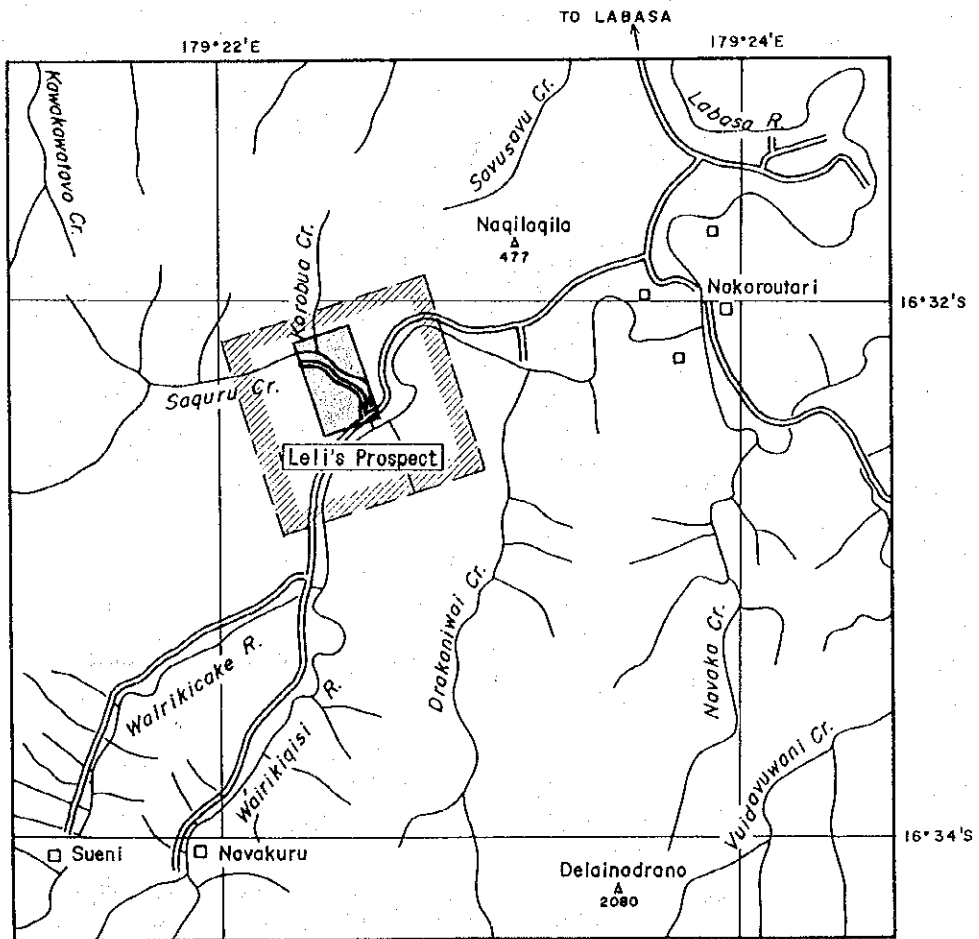 TO LABASA
179°22'E
179°24'E
Kawakawatavo Cr.
Savusavu Cr.
Labasa R.
Naqilaqila
477
Korobua Cr.
Nakoroutari
16°32'S
Saquru Cr.
Leli's Prospect
Wairikicake R.
Wairikiqisi R.
Drakaniwai Cr.
Navaka Cr.
Vuidavuwani Cr.
16°34'S
Sueni
Navakuru
Delainadrano
2080